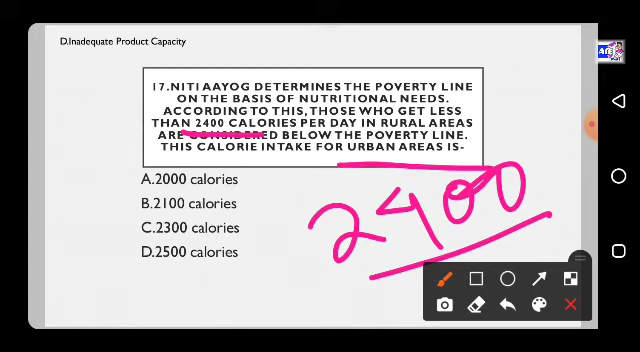 D.Inadequate Product Capacity
17.NITI AAYOG DETERMINES THE POVERTY LINE
ON THE BASIS OF NUTRITIONAL NEEDS.
ACCORDING TO THIS, THOSE WHO GET LESS
THAN 2400 CALORIES PER DAY IN RURAL AREAS
ARE CONSIDERED BELOW THE POVERTY LINE.
THIS CALORIE INTAKE FOR URBAN AREAS IS-
A.2000 calories
B.2100 calories
C.2300 calories
D.2500 calories
2400